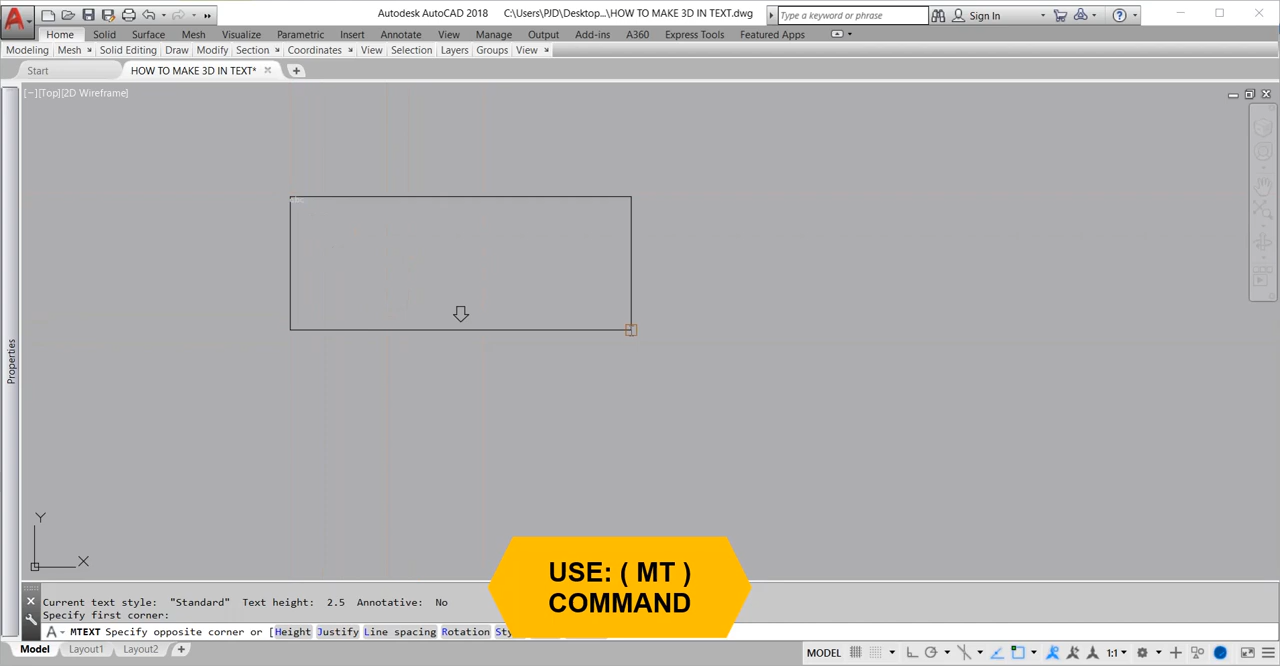 Autodesk AutoCAD 2018 C:\Users\PJD\Desktop...\HOW TO MAKE 3D IN TEXT.dwg Type a keyword or phrase Sign In
Home Solid Surface Mesh Visualize Parametric Insert Annotate View Manage Output Add-ins A360 Express Tools Featured Apps
Modeling Mesh Solid Editing Draw Modify Section Coordinates View Selection Layers Groups View
Start HOW TO MAKE 3D IN TEXT*
[−][Top][2D Wireframe]
abc
Properties
Y
X
USE: ( MT )
COMMAND
Current text style: "Standard" Text height: 2.5 Annotative: No
Specify first corner:
MTEXT Specify opposite corner or [Height Justify Line spacing Rotation
Model Layout1 Layout2
MODEL 1:1